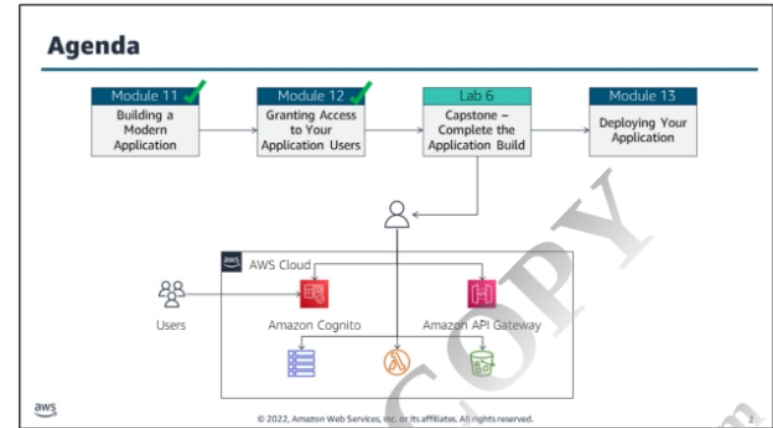 Agenda
Module 11
Building a
Modern
Application
Module 12
Granting Access
to Your
Application Users
Lab 6
Capstone –
Complete the
Application Build
Module 13
Deploying Your
Application
aws
AWS Cloud
Users
Amazon Cognito
Amazon API Gateway
COPY
aws
© 2022, Amazon Web Services, Inc. or its affiliates. All rights reserved.
2